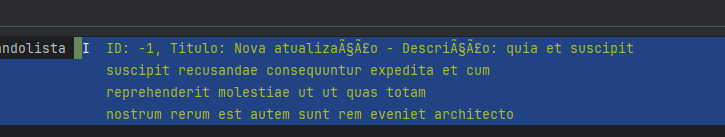 andolista I ID: -1, Titulo: Nova atualizaÃ§Ã£o - DescriÃ§Ã£o: quia et suscipit
suscipit recusandae consequuntur expedita et cum
reprehenderit molestiae ut ut quas totam
nostrum rerum est autem sunt rem eveniet architecto